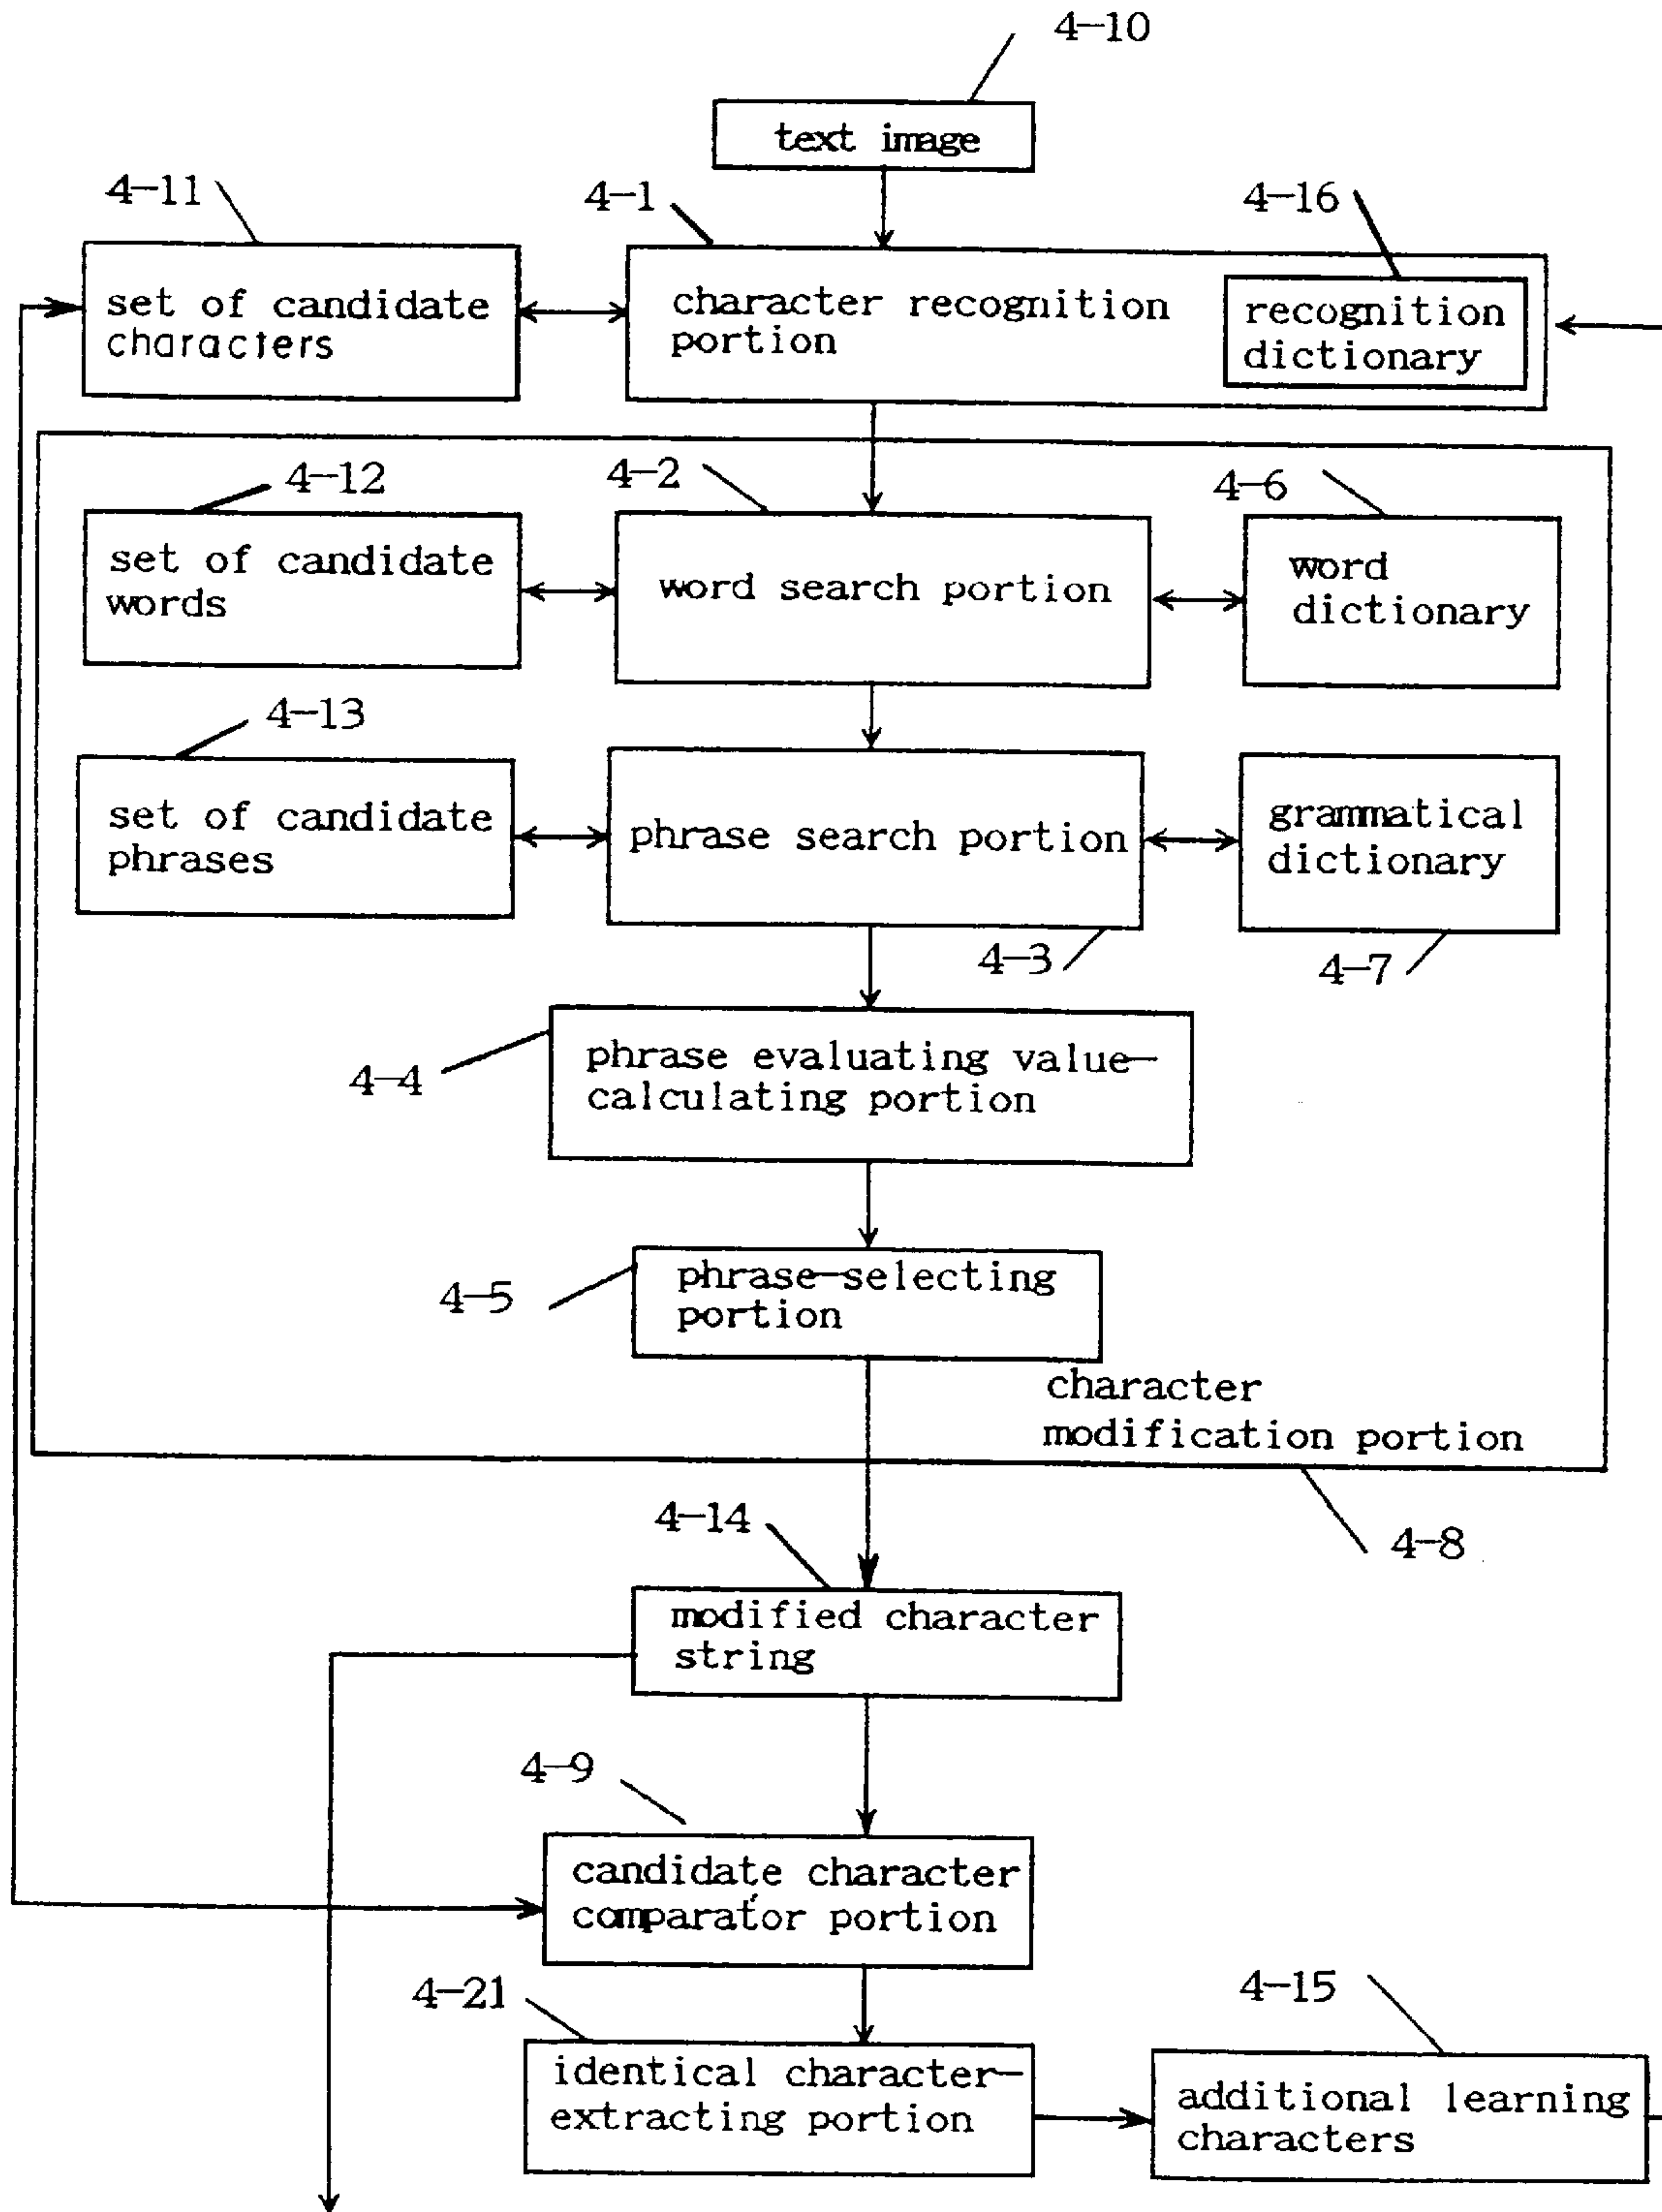 4-10
text image
4-11
4-1
4-16
set of candidate
characters
character recognition
portion
recognition
dictionary
4-12
4-2
4-6
set of candidate
words
word search portion
word
dictionary
4-13
set of candidate
phrases
phrase search portion
grammatical
dictionary
4-3
4-7
4-4
phrase evaluating value-
calculating portion
4-5
phrase-selecting
portion
character
modification portion
4-14
4-8
modified character
string
4-9
candidate character
comparator portion
4-21
4-15
identical character-
extracting portion
additional learning
characters